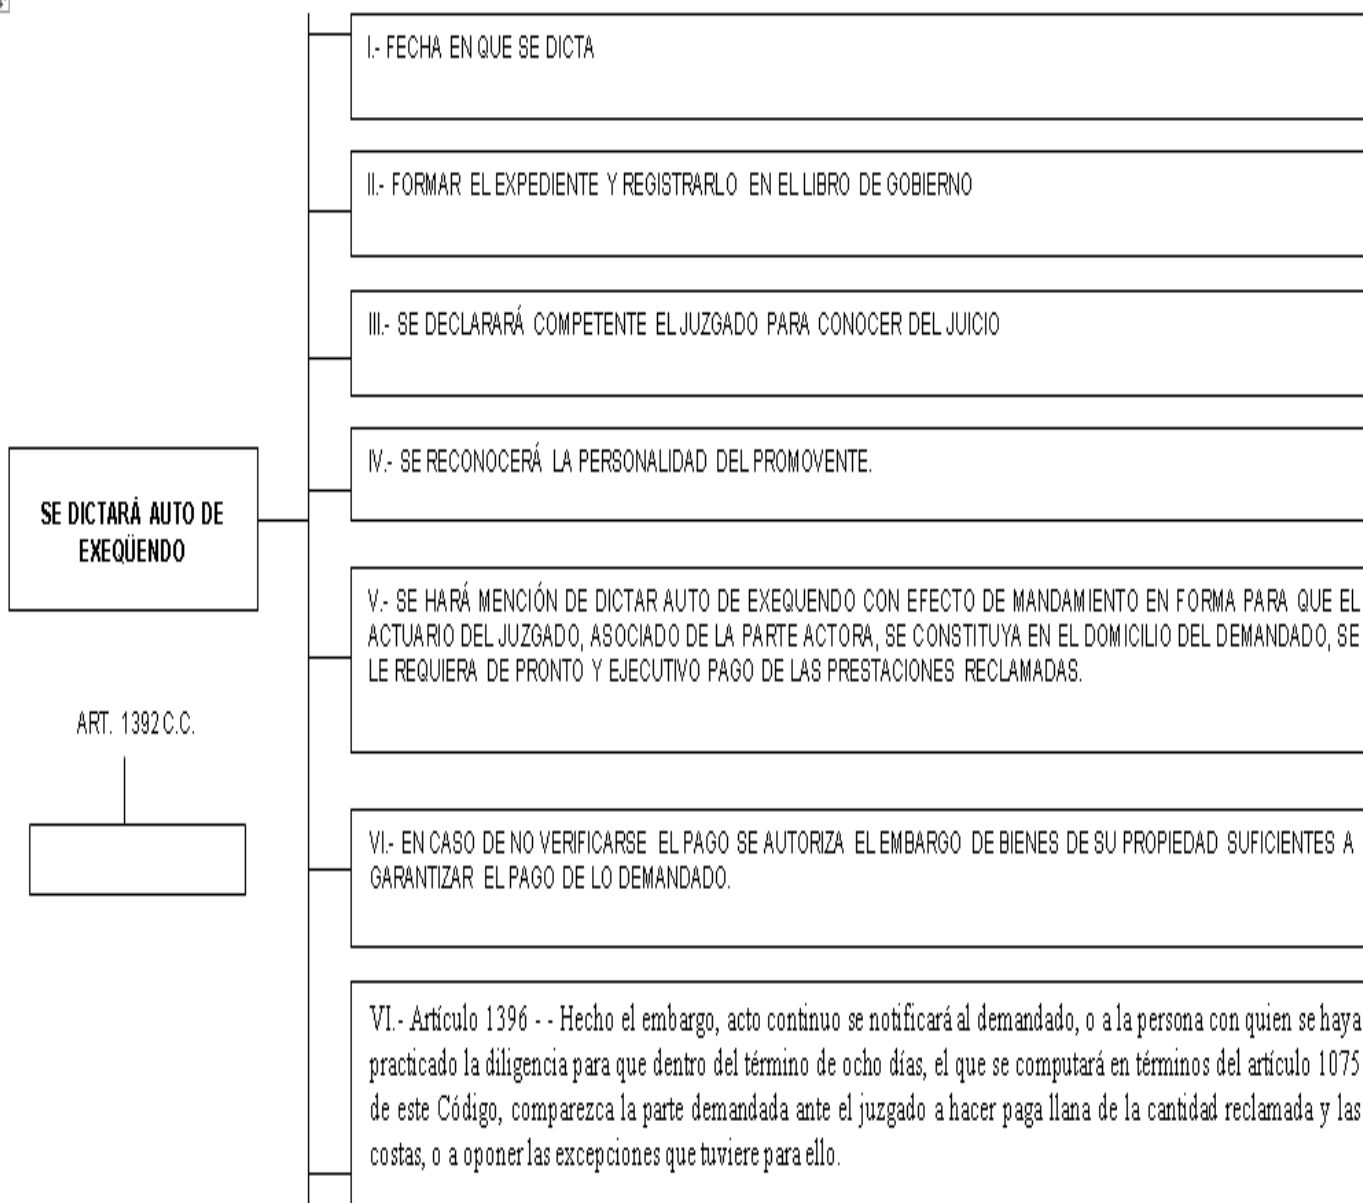 I.- FECHA EN QUE SE DICTA
II.- FORMAR EL EXPEDIENTE Y REGISTRARLO EN EL LIBRO DE GOBIERNO
III.- SE DECLARARÁ COMPETENTE EL JUZGADO PARA CONOCER DEL JUICIO
IV.- SE RECONOCERÁ LA PERSONALIDAD DEL PROMOVENTE.
SE DICTARÁ AUTO DE
EXEQÜENDO
V.- SE HARÁ MENCIÓN DE DICTAR AUTO DE EXEQUENDO CON EFECTO DE MANDAMIENTO EN FORMA PARA QUE EL
ACTUARIO DEL JUZGADO, ASOCIADO DE LA PARTE ACTORA, SE CONSTITUYA EN EL DOMICILIO DEL DEMANDADO, SE
LE REQUIERA DE PRONTO Y EJECUTIVO PAGO DE LAS PRESTACIONES RECLAMADAS.
ART. 1392 C.C.
VI.- EN CASO DE NO VERIFICARSE EL PAGO SE AUTORIZA EL EMBARGO DE BIENES DE SU PROPIEDAD SUFICIENTES A
GARANTIZAR EL PAGO DE LO DEMANDADO.
VI.- Artículo 1396 - - Hecho el embargo, acto continuo se notificará al demandado, o a la persona con quien se haya
practicado la diligencia para que dentro del término de ocho días, el que se computará en términos del artículo 1075
de este Código, comparezca la parte demandada ante el juzgado a hacer paga llana de la cantidad reclamada y las
costas, o a oponer las excepciones que tuviere para ello.